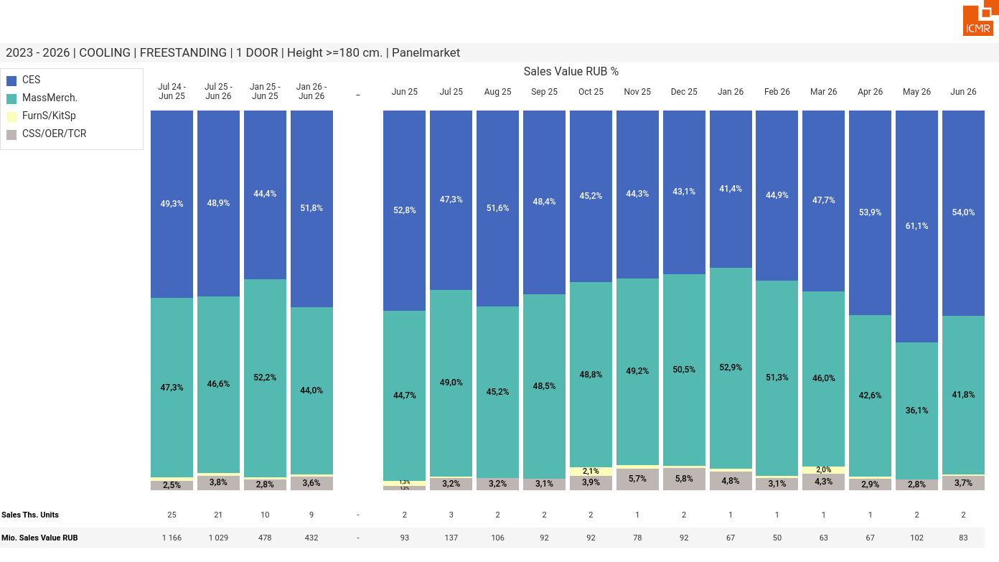 ICMR
2023 - 2026 | COOLING | FREESTANDING | 1 DOOR | Height >=180 cm. | Panelmarket
CES
MassMerch.
FurnS/KitSp
CSS/OER/TCR
Sales Value RUB %
Jul 24 - Jul 25 - Jan 25 - Jan 26 -
Jun 25 Jun 26 Jun 25 Jun 26 – Jun 25 Jul 25 Aug 25 Sep 25 Oct 25 Nov 25 Dec 25 Jan 26 Feb 26 Mar 26 Apr 26 May 26 Jun 26
49,3% 48,9% 44,4% 51,8% 52,8% 47,3% 51,6% 48,4% 45,2% 44,3% 43,1% 41,4% 44,9% 47,7% 53,9% 61,1% 54,0%
47,3% 46,6% 52,2% 44,0% 44,7% 49,0% 45,2% 48,5% 48,8% 49,2% 50,5% 52,9% 51,3% 46,0% 42,6% 36,1% 41,8%
1,3% 2,1% 2,0%
2,5% 3,8% 2,8% 3,6% 1,2% 3,2% 3,2% 3,1% 3,9% 5,7% 5,8% 4,8% 3,1% 4,3% 2,9% 2,8% 3,7%
Sales Ths. Units 25 21 10 9 - 2 3 2 2 2 1 2 1 1 1 1 2 2
Mio. Sales Value RUB 1 166 1 029 478 432 - 93 137 106 92 92 78 92 67 50 63 67 102 83